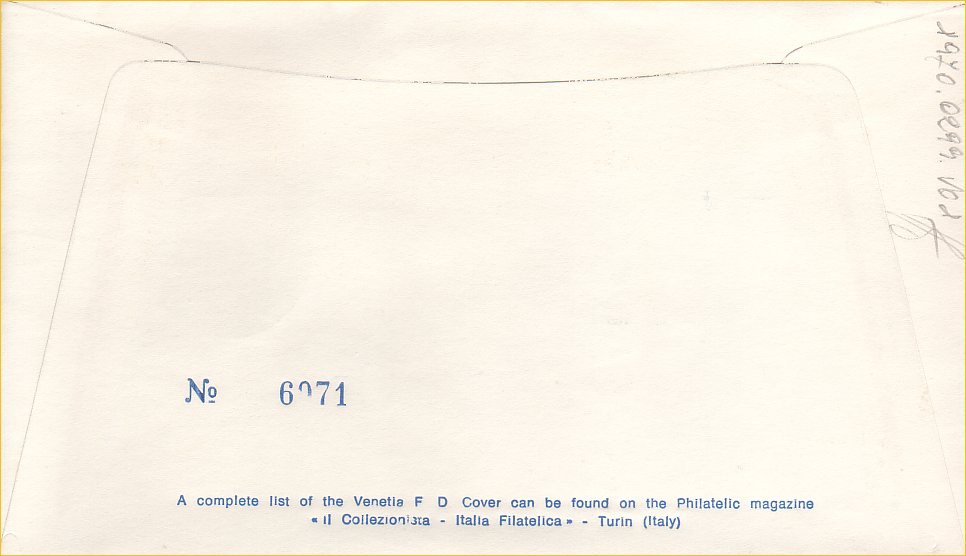 № 6071
A complete list of the Venetia F D Cover can be found on the Philatelic magazine
« il Collezionista - Italia Filatelica » - Turin (Italy)